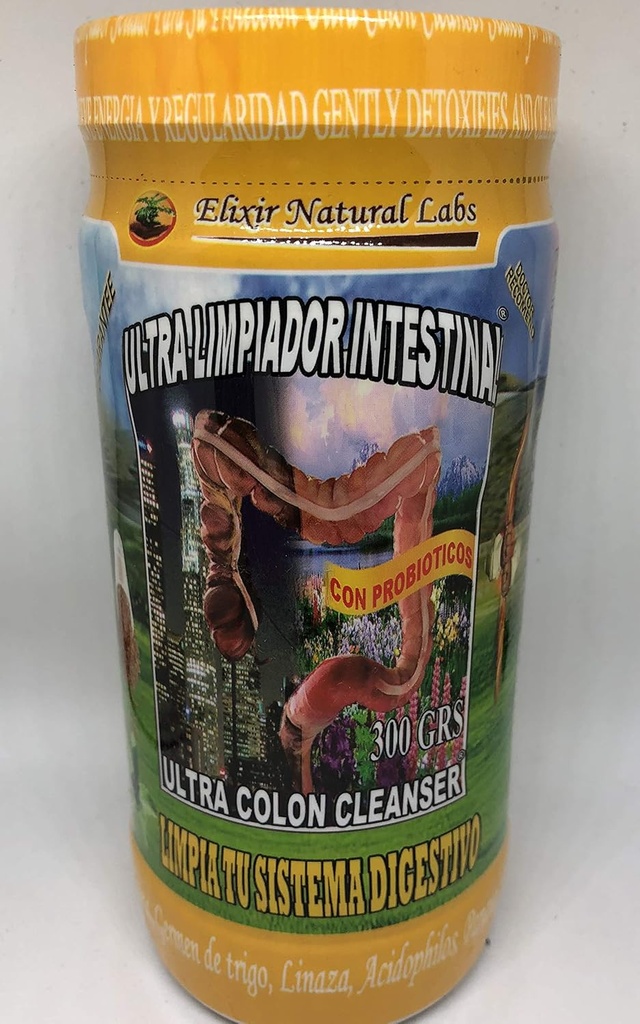 ENERGIA Y REGULARIDAD GENTLY DETOXIFIES AND
Elixir Natural Labs
ULTRA LIMPIADOR INTESTINAL
®
CON PROBIOTICOS
300 GRS
ULTRA COLON CLEANSER
LIMPIA TU SISTEMA DIGESTIVO
Germen de trigo, Linaza, Acidophilos,